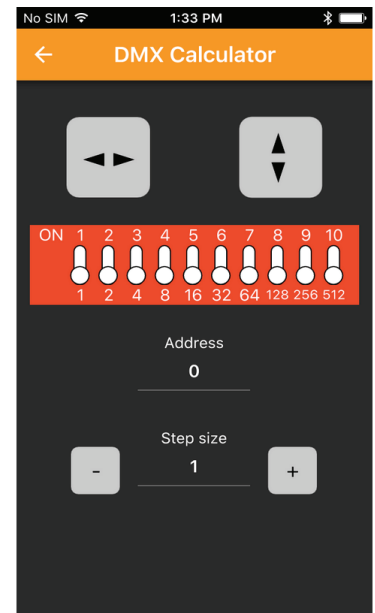 No SIM 1:33 PM
DMX Calculator
ON 1 2 3 4 5 6 7 8 9 10
1 2 4 8 16 32 64 128 256 512
Address
0
Step size
- 1 +